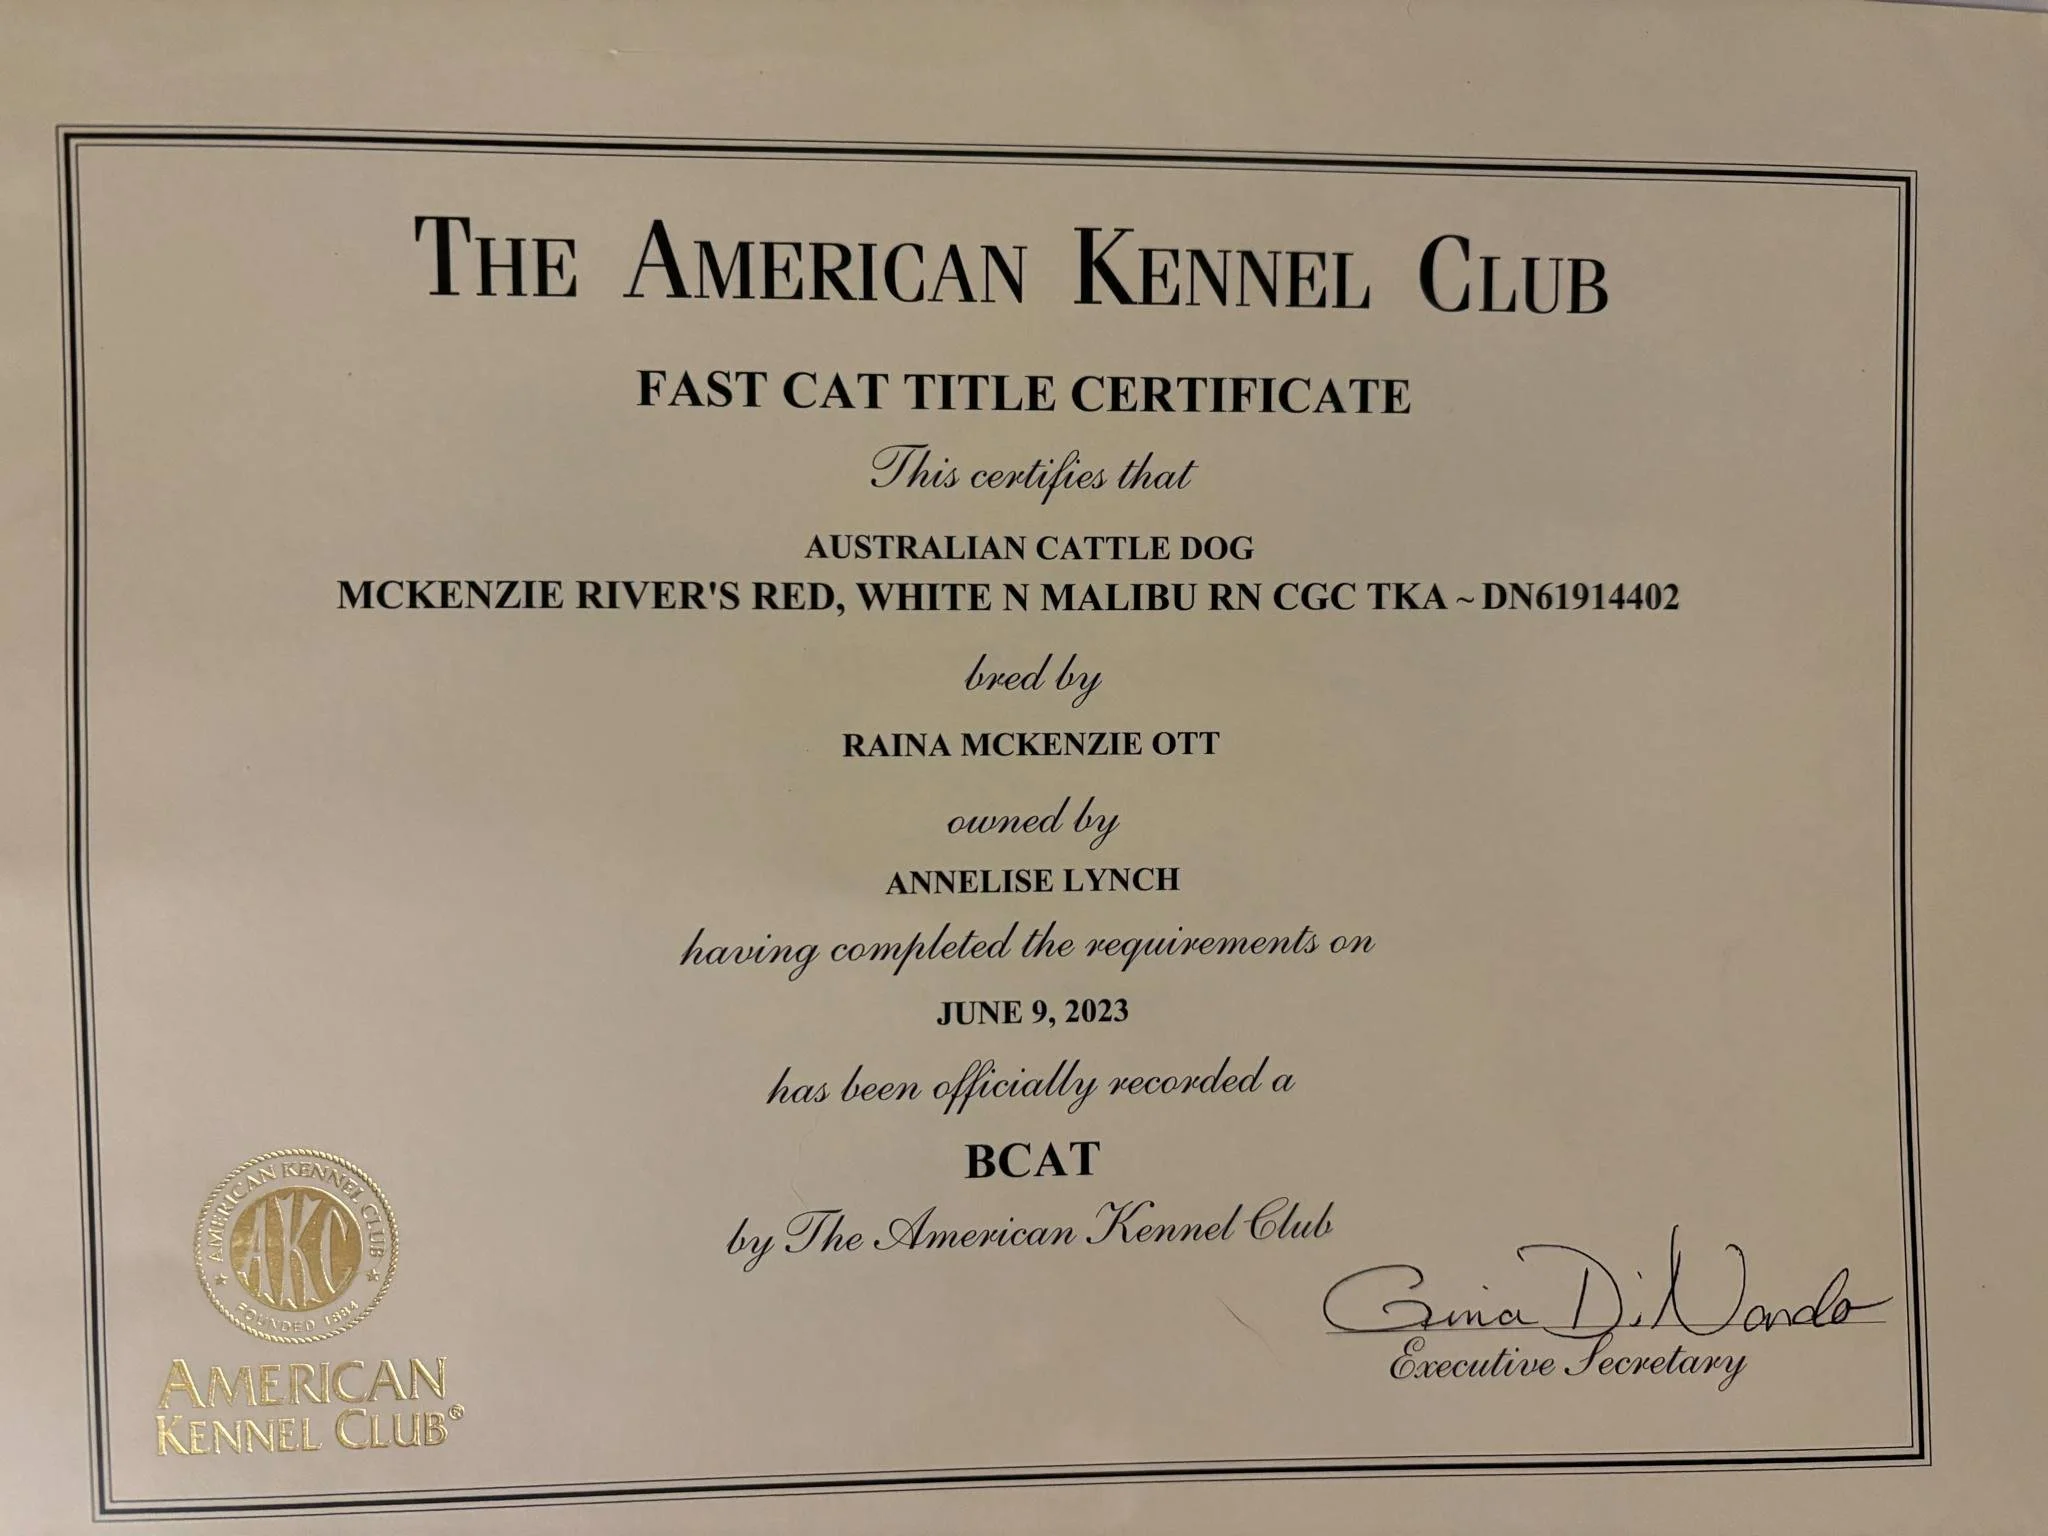 THE AMERICAN KENNEL CLUB
FAST CAT TITLE CERTIFICATE
This certifies that
AUSTRALIAN CATTLE DOG
MCKENZIE RIVER'S RED, WHITE N MALIBU RN CGC TKA ~ DN61914402
bred by
RAINA MCKENZIE OTT
owned by
ANNELISE LYNCH
having completed the requirements on
JUNE 9, 2023
has been officially recorded a
BCAT
by The American Kennel Club
AMERICAN KENNEL CLUB
AKC
FOUNDED 1884
AMERICAN
KENNEL CLUB®
Gina DiNardo
Executive Secretary